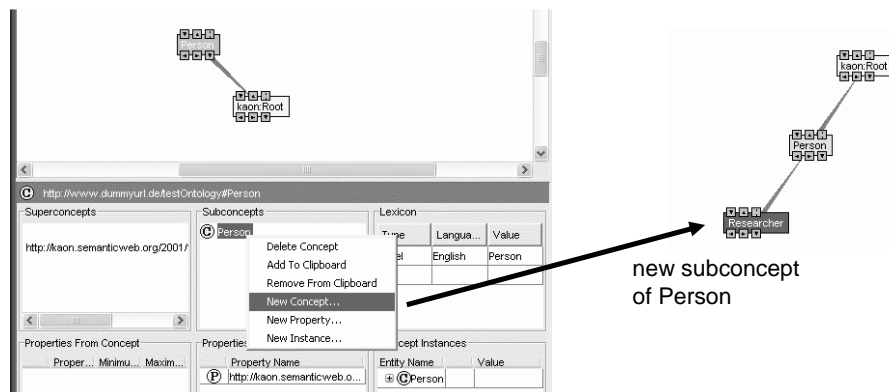 Person
kaon:Root
kaon:Root
Person
Researcher
new subconcept
of Person
http://www.dummyurl.de/testOntology#Person
Superconcepts
http://kaon.semanticweb.org/2001/
Subconcepts
Person
Delete Concept
Add To Clipboard
Remove From Clipboard
New Concept...
New Property...
New Instance...
Lexicon
Langua... Value
English Person
Properties From Concept
Proper... Minimu... Maxim...
Properties
Property Name
P http://kaon.semanticweb.o...
Instances
Entity Name Value
C Person